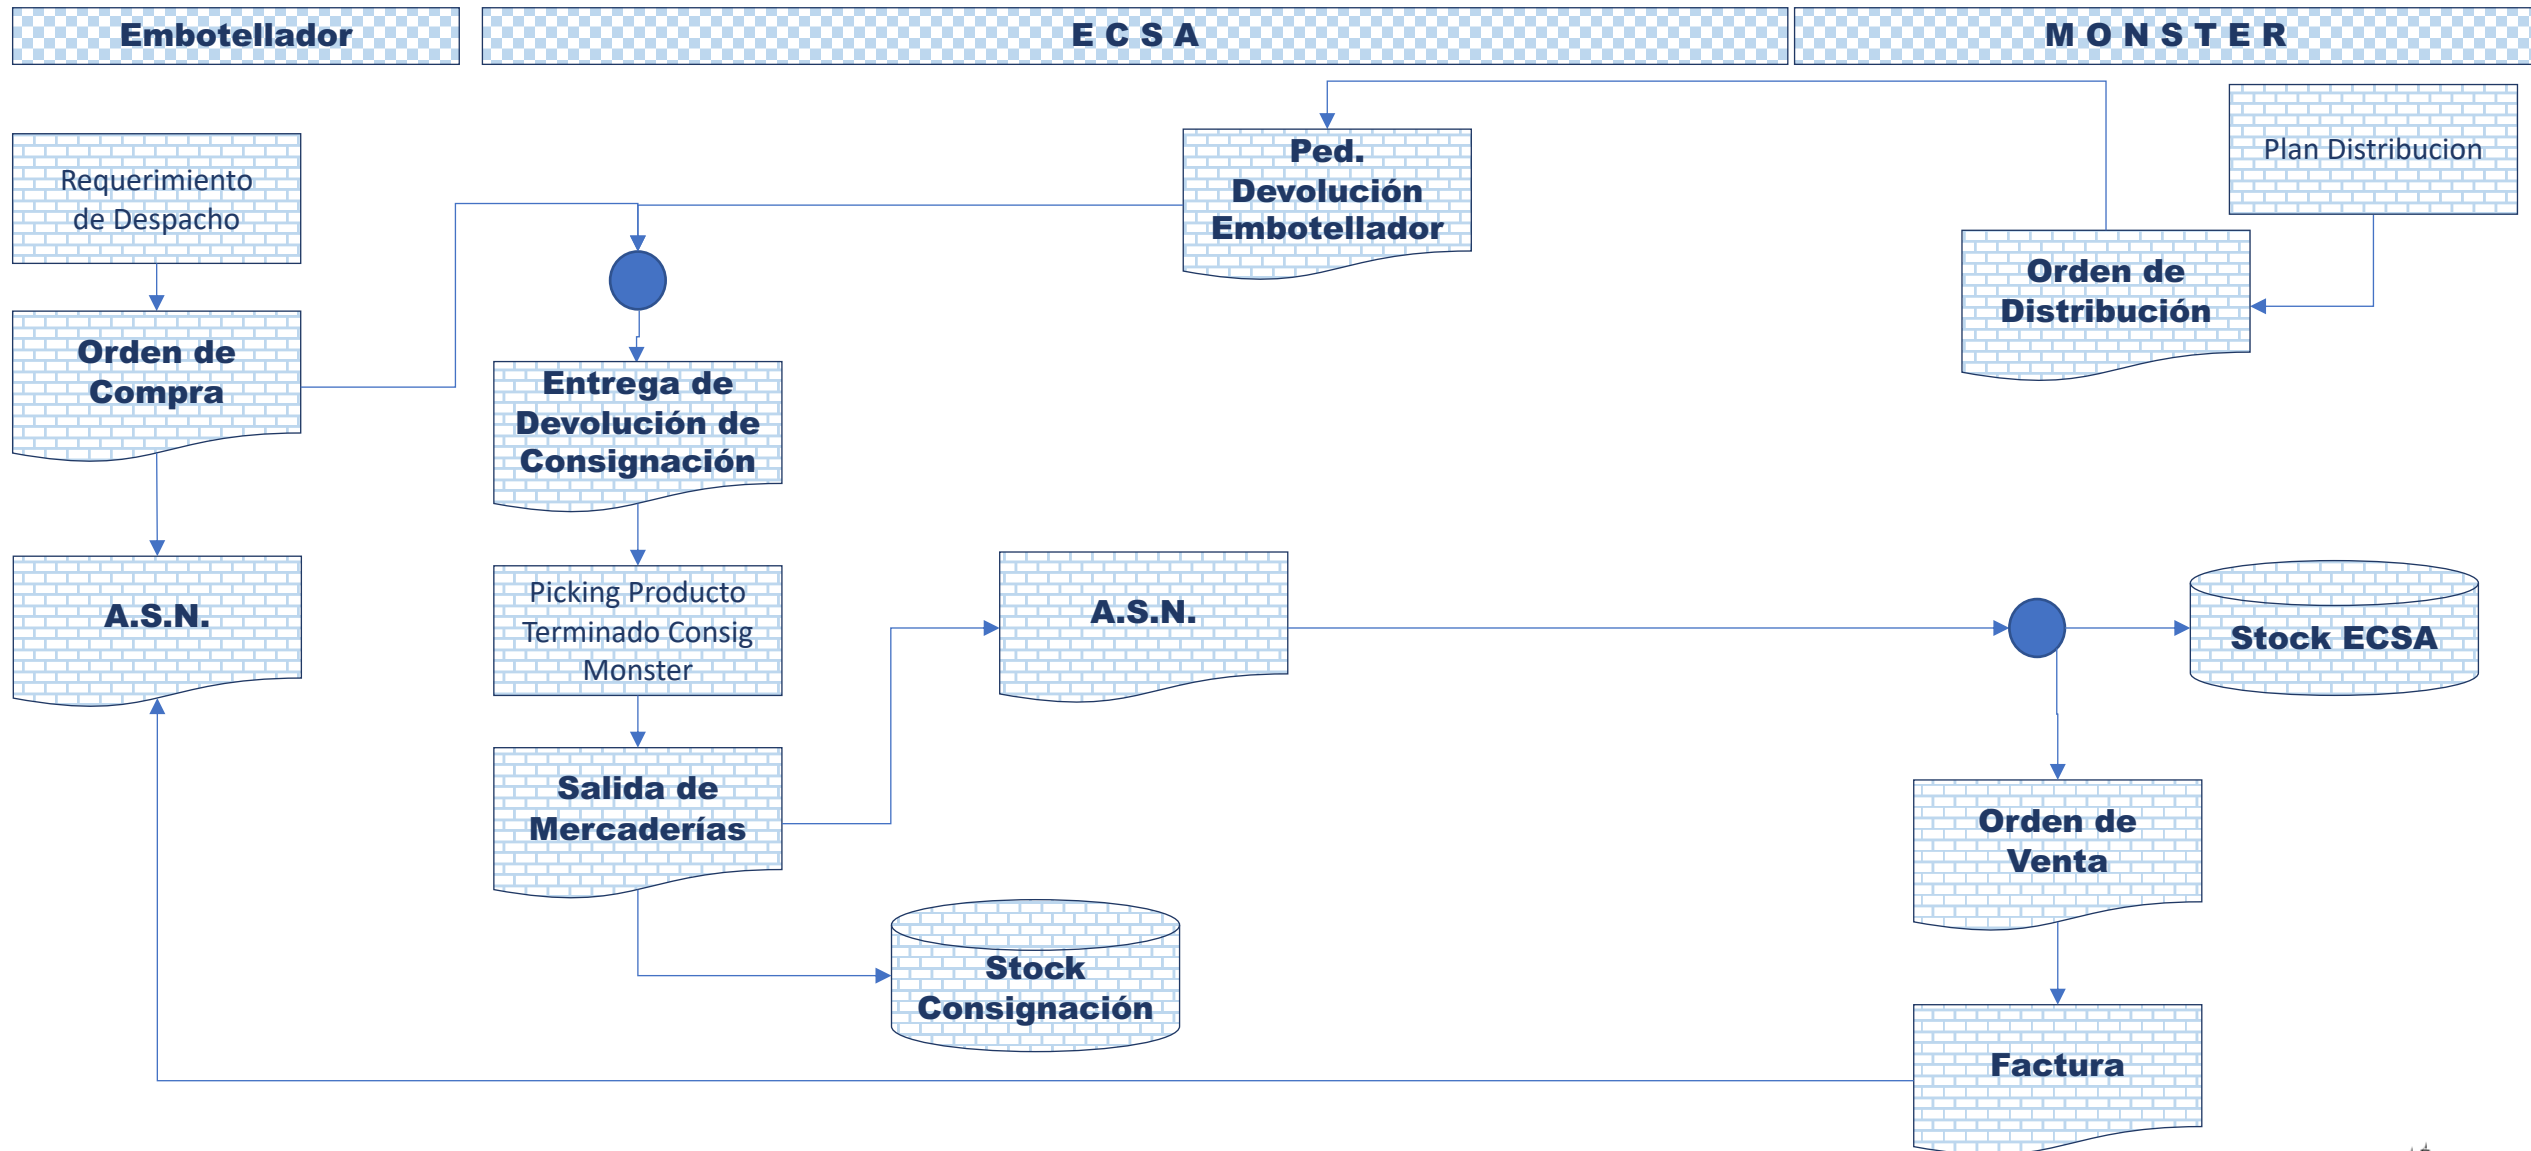 Embotellador
E C S A
M O N S T E R
Requerimiento
de Despacho
Ped.
Devolución
Embotellador
Plan Distribucion
Orden de
Distribución
Orden de
Compra
Entrega de
Devolución de
Consignación
A.S.N.
Picking Producto
Terminado Consig
Monster
A.S.N.
Stock ECSA
Salida de
Mercaderías
Orden de
Venta
Stock
Consignación
Factura